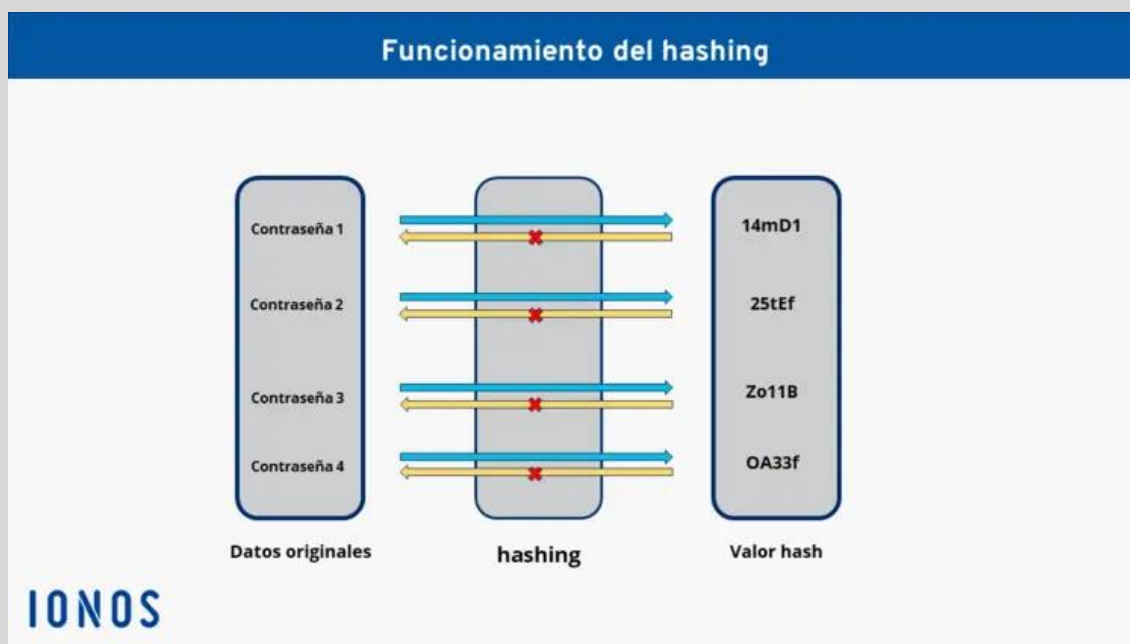 Funcionamiento del hashing
Contraseña 1
14mD1
Contraseña 2
25tEf
Contraseña 3
Zo11B
Contraseña 4
OA33f
Datos originales
hashing
Valor hash
IONOS